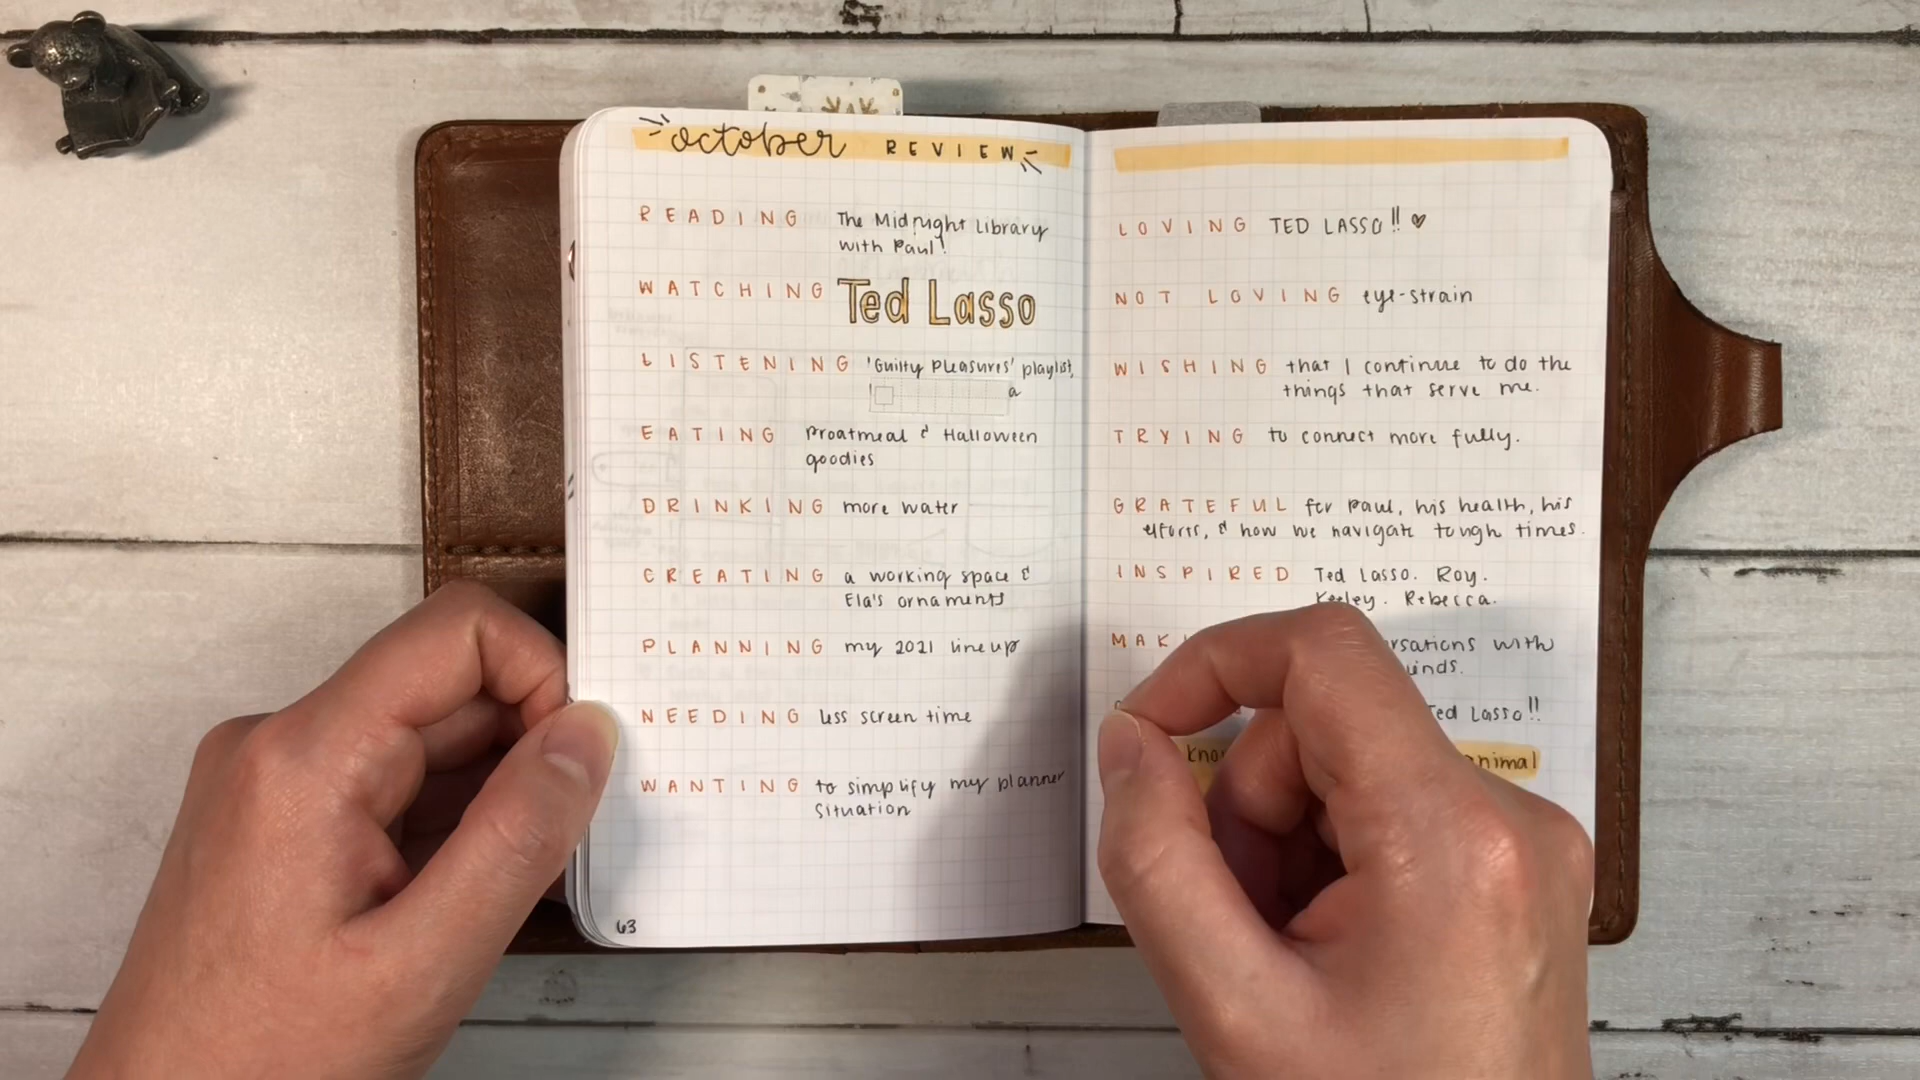 october REVIEW
READING The Midnight Library
with Paul!
WATCHING Ted Lasso
LISTENING 'Guilty Pleasures' playlist,
a
EATING Proatmeal & Halloween
goodies
DRINKING more water
CREATING a working space &
Ela's ornaments
PLANNING my 2021 lineup
NEEDING less screen time
WANTING to simplify my planner
situation
63
LOVING TED LASSO!! ♥
NOT LOVING eye-strain
WISHING that I continue to do the
things that serve me.
TRYING to connect more fully.
GRATEFUL for Paul, his health, his
efforts, & how we navigate tough times.
INSPIRED Ted Lasso. Roy.
Keeley. Rebecca.
with
Ted Lasso!!
animal